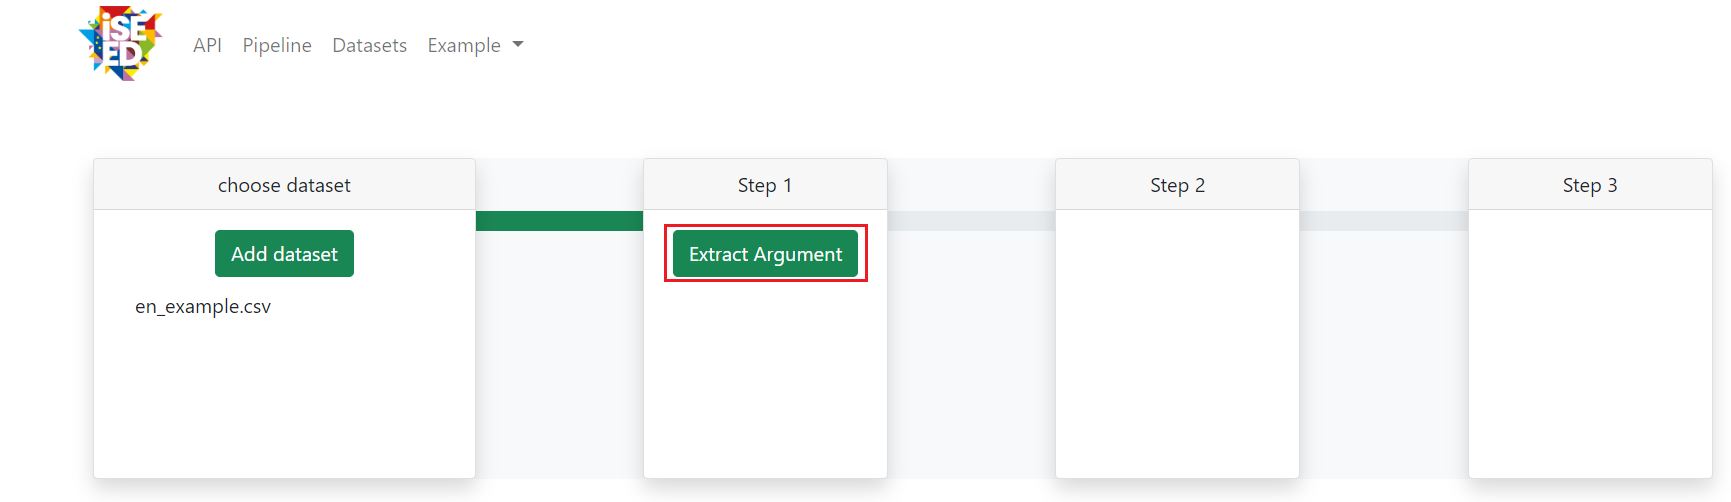 iSE
ED
API Pipeline Datasets Example
choose dataset Step 1 Step 2 Step 3
Add dataset Extract Argument
en_example.csv